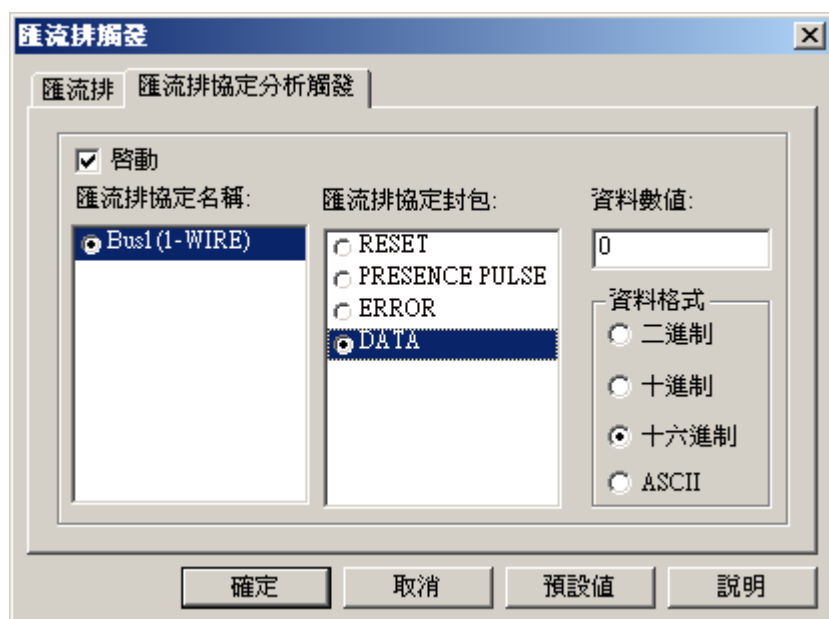 匯流排觸發
匯流排 匯流排協定分析觸發
啓動
匯流排協定名稱: 匯流排協定封包: 資料數值:
Bus1(1-WIRE)
RESET
PRESENCE PULSE
ERROR
DATA
0
資料格式
二進制
十進制
十六進制
ASCII
確定 取消 預設值 說明